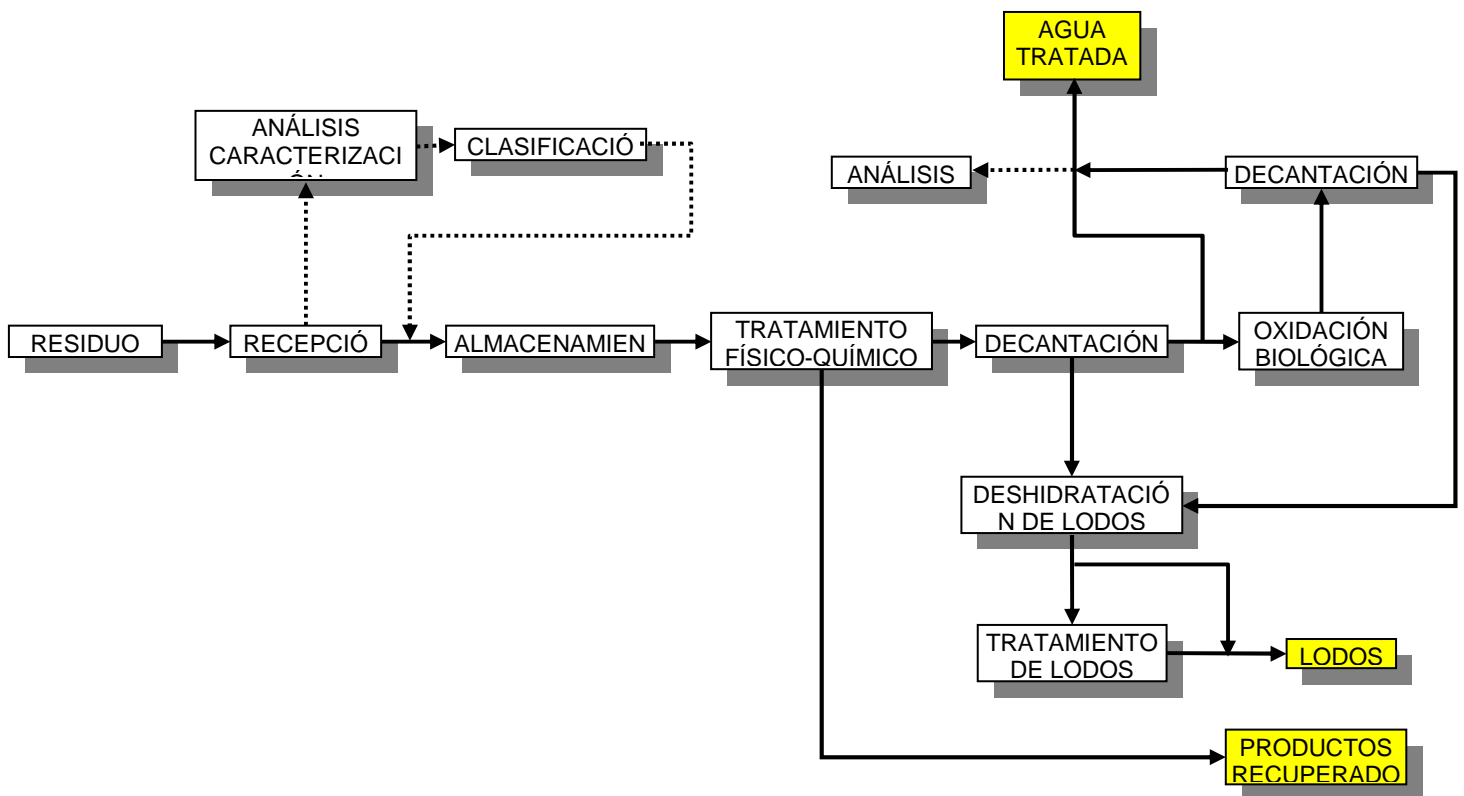 AGUA
TRATADA
ANÁLISIS
CARACTERIZACI
ÓN
CLASIFICACIÓ
ANÁLISIS
DECANTACIÓN
RESIDUO
RECEPCIÓ
ALMACENAMIEN
TRATAMIENTO
FÍSICO-QUÍMICO
DECANTACIÓN
OXIDACIÓN
BIOLÓGICA
DESHIDRATACIÓ
N DE LODOS
TRATAMIENTO
DE LODOS
LODOS
PRODUCTOS
RECUPERADO